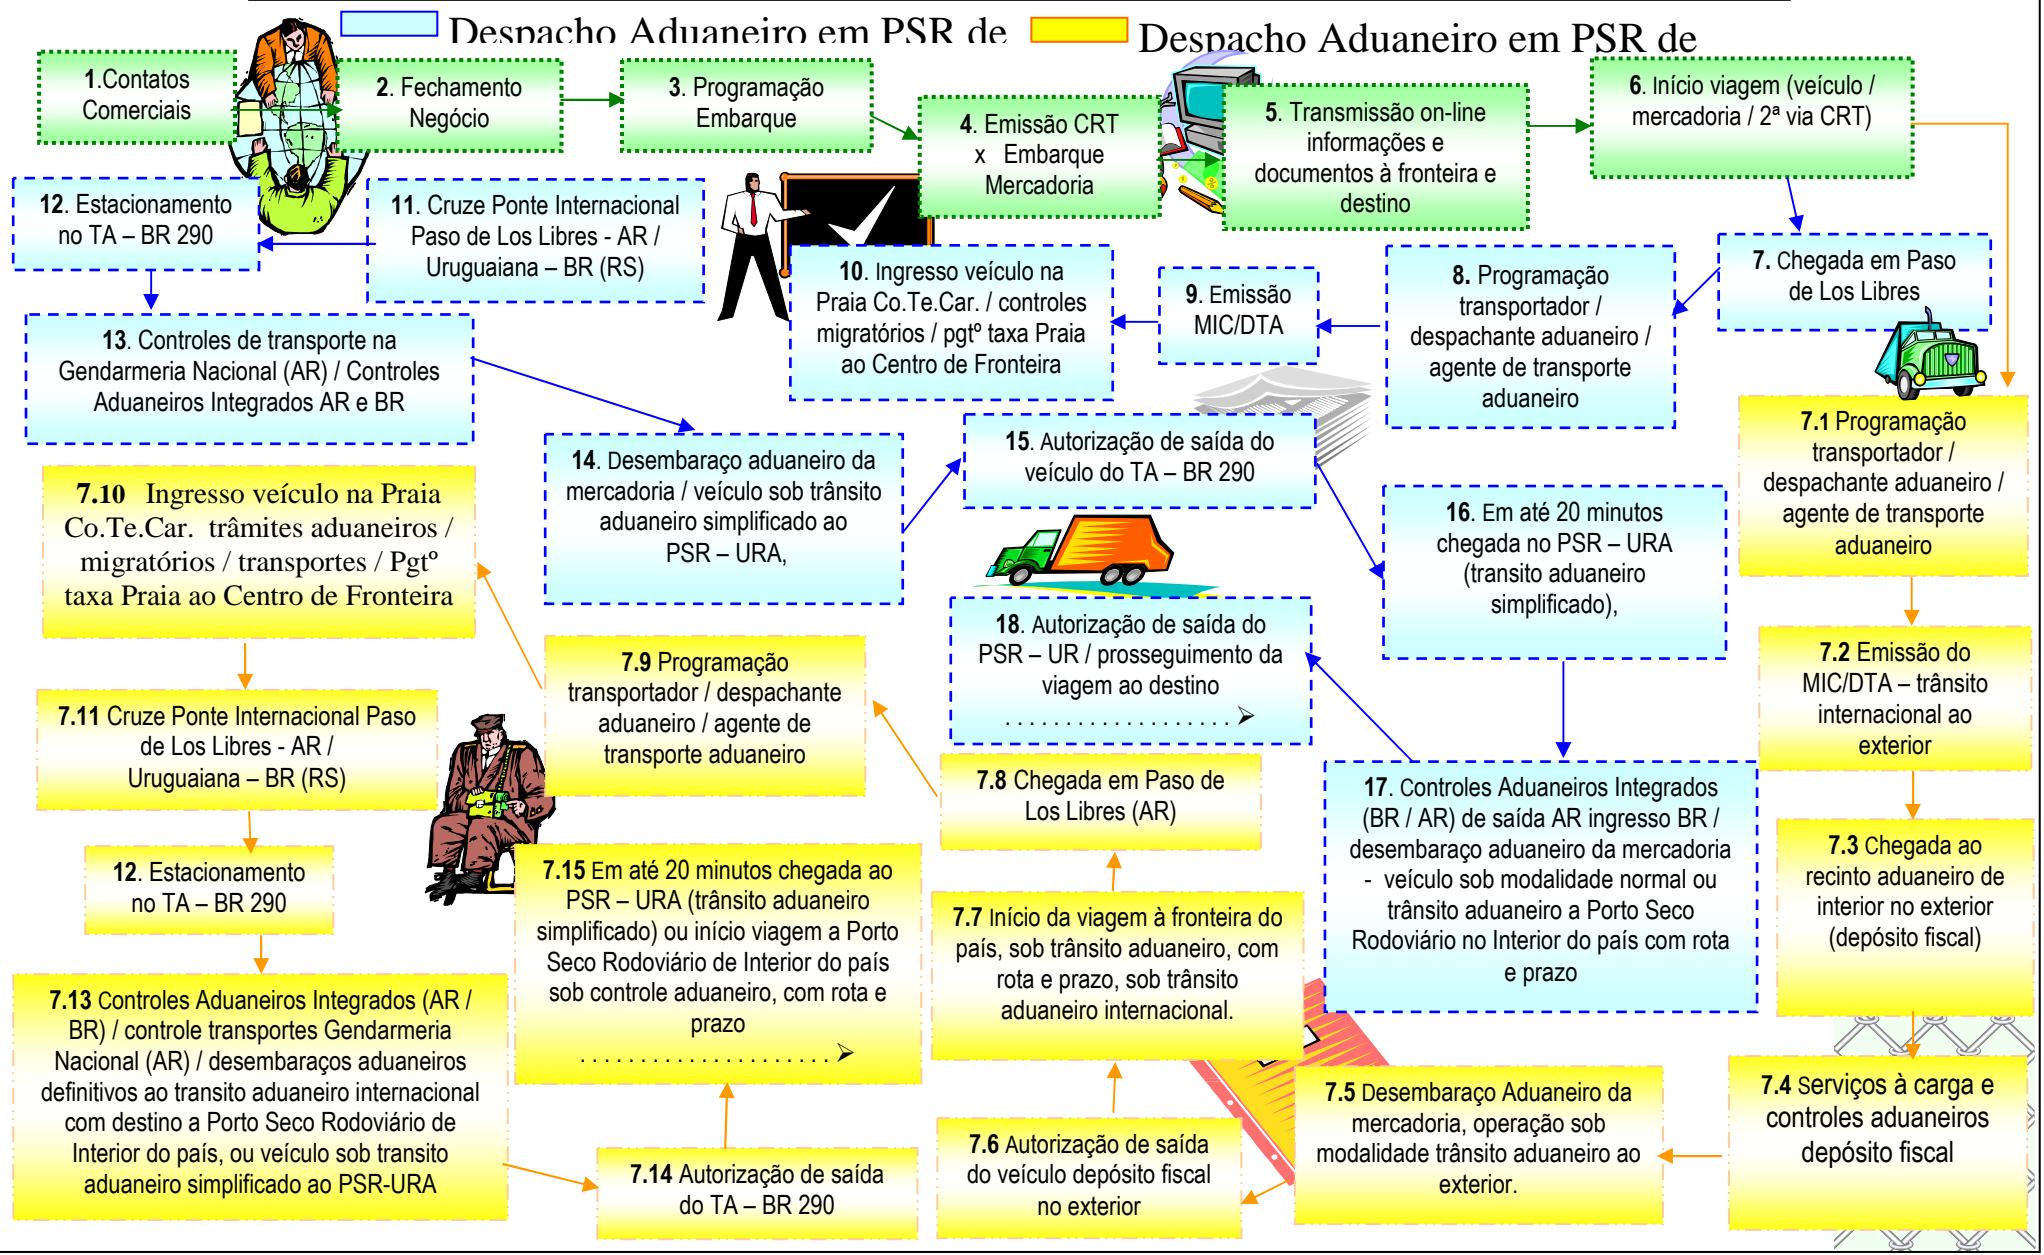 Despacho Aduaneiro em PSR de
Despacho Aduaneiro em PSR de
1.Contatos
Comerciais
2. Fechamento
Negócio
3. Programação
Embarque
4. Emissão CRT
x Embarque
Mercadoria
5. Transmissão on-line
informações e
documentos à fronteira e
destino
6. Início viagem (veículo /
mercadoria / 2ª via CRT)
12. Estacionamento
no TA – BR 290
11. Cruze Ponte Internacional
Paso de Los Libres - AR /
Uruguaiana – BR (RS)
10. Ingresso veículo na
Praia Co.Te.Car. / controles
migratórios / pgtº taxa Praia
ao Centro de Fronteira
9. Emissão
MIC/DTA
8. Programação
transportador /
despachante aduaneiro /
agente de transporte
aduaneiro
7. Chegada em Paso
de Los Libres
13. Controles de transporte na
Gendarmeria Nacional (AR) / Controles
Aduaneiros Integrados AR e BR
14. Desembaraço aduaneiro da
mercadoria / veículo sob trânsito
aduaneiro simplificado ao
PSR – URA,
15. Autorização de saída do
veículo do TA – BR 290
16. Em até 20 minutos
chegada no PSR – URA
(transito aduaneiro
simplificado),
7.1 Programação
transportador /
despachante aduaneiro /
agente de transporte
aduaneiro
7.10 Ingresso veículo na Praia
Co.Te.Car. trâmites aduaneiros /
migratórios / transportes / Pgtº
taxa Praia ao Centro de Fronteira
7.9 Programação
transportador / despachante
aduaneiro / agente de
transporte aduaneiro
18. Autorização de saída do
PSR – UR / prosseguimento da
viagem ao destino
. . . . . . . . . . . . . . . . . . . ➢
7.2 Emissão do
MIC/DTA – trânsito
internacional ao
exterior
7.11 Cruze Ponte Internacional Paso
de Los Libres - AR /
Uruguaiana – BR (RS)
7.8 Chegada em Paso de
Los Libres (AR)
17. Controles Aduaneiros Integrados
(BR / AR) de saída AR ingresso BR /
desembaraço aduaneiro da mercadoria
- veículo sob modalidade normal ou
trânsito aduaneiro a Porto Seco
Rodoviário no Interior do país com rota
e prazo
7.3 Chegada ao
recinto aduaneiro de
interior no exterior
(depósito fiscal)
12. Estacionamento
no TA – BR 290
7.15 Em até 20 minutos chegada ao
PSR – URA (trânsito aduaneiro
simplificado) ou início viagem a Porto
Seco Rodoviário de Interior do país
sob controle aduaneiro, com rota e
prazo
. . . . . . . . . . . . . . . . . . . . . ➢
7.7 Início da viagem à fronteira do
país, sob trânsito aduaneiro, com
rota e prazo, sob trânsito
aduaneiro internacional.
7.13 Controles Aduaneiros Integrados (AR /
BR) / controle transportes Gendarmeria
Nacional (AR) / desembaraços aduaneiros
definitivos ao transito aduaneiro internacional
com destino a Porto Seco Rodoviário de
Interior do país, ou veículo sob transito
aduaneiro simplificado ao PSR-URA
7.14 Autorização de saída
do TA – BR 290
7.6 Autorização de saída
do veículo depósito fiscal
no exterior
7.5 Desembaraço Aduaneiro da
mercadoria, operação sob
modalidade trânsito aduaneiro ao
exterior.
7.4 Serviços à carga e
controles aduaneiros
depósito fiscal